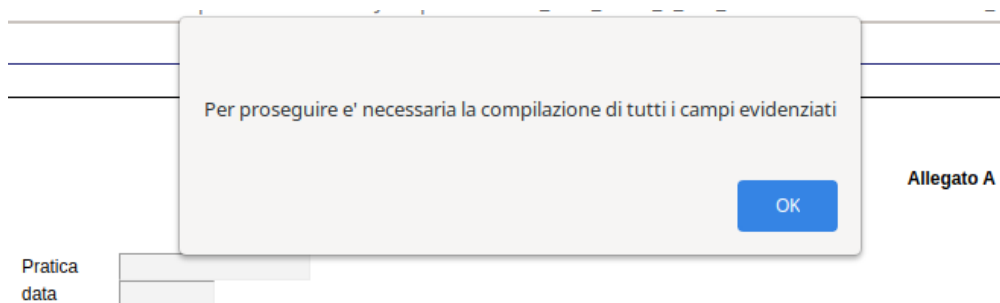 Per proseguire e' necessaria la compilazione di tutti i campi evidenziati
OK
Allegato A
Pratica
data